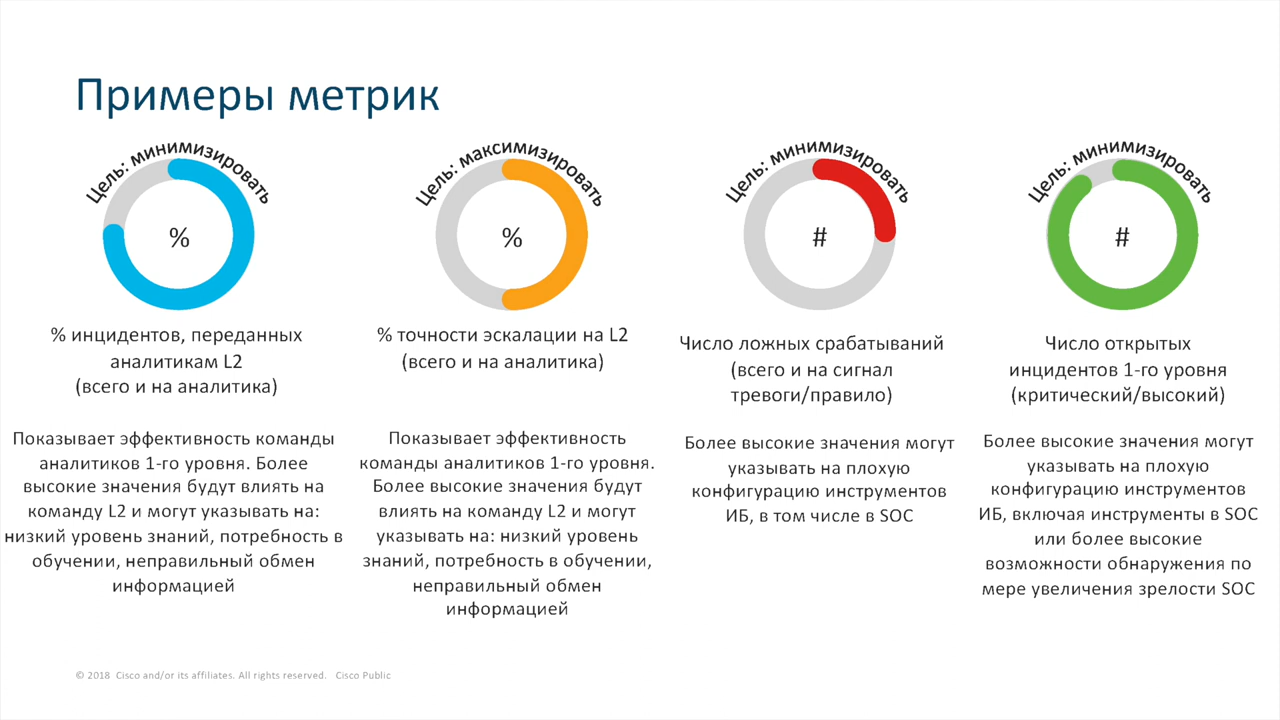 Примеры метрик
Цель: минимизировать
%
% инцидентов, переданных
аналитикам L2
(всего и на аналитика)
Показывает эффективность команды
аналитиков 1-го уровня. Более
высокие значения будут влиять на
команду L2 и могут указывать на:
низкий уровень знаний, потребность в
обучении, неправильный обмен
информацией
Цель: максимизировать
%
% точности эскалации на L2
(всего и на аналитика)
Показывает эффективность
команды аналитиков 1-го уровня.
Более высокие значения будут
влиять на команду L2 и могут
указывать на: низкий уровень
знаний, потребность в обучении,
неправильный обмен
информацией
Цель: минимизировать
#
Число ложных срабатываний
(всего и на сигнал
тревоги/правило)
Более высокие значения могут
указывать на плохую
конфигурацию инструментов
ИБ, в том числе в SOC
Цель: минимизировать
#
Число открытых
инцидентов 1-го уровня
(критический/высокий)
Более высокие значения могут
указывать на плохую
конфигурацию инструментов
ИБ, включая инструменты в SOC
или более высокие
возможности обнаружения по
мере увеличения зрелости SOC
© 2018 Cisco and/or its affiliates. All rights reserved. Cisco Public